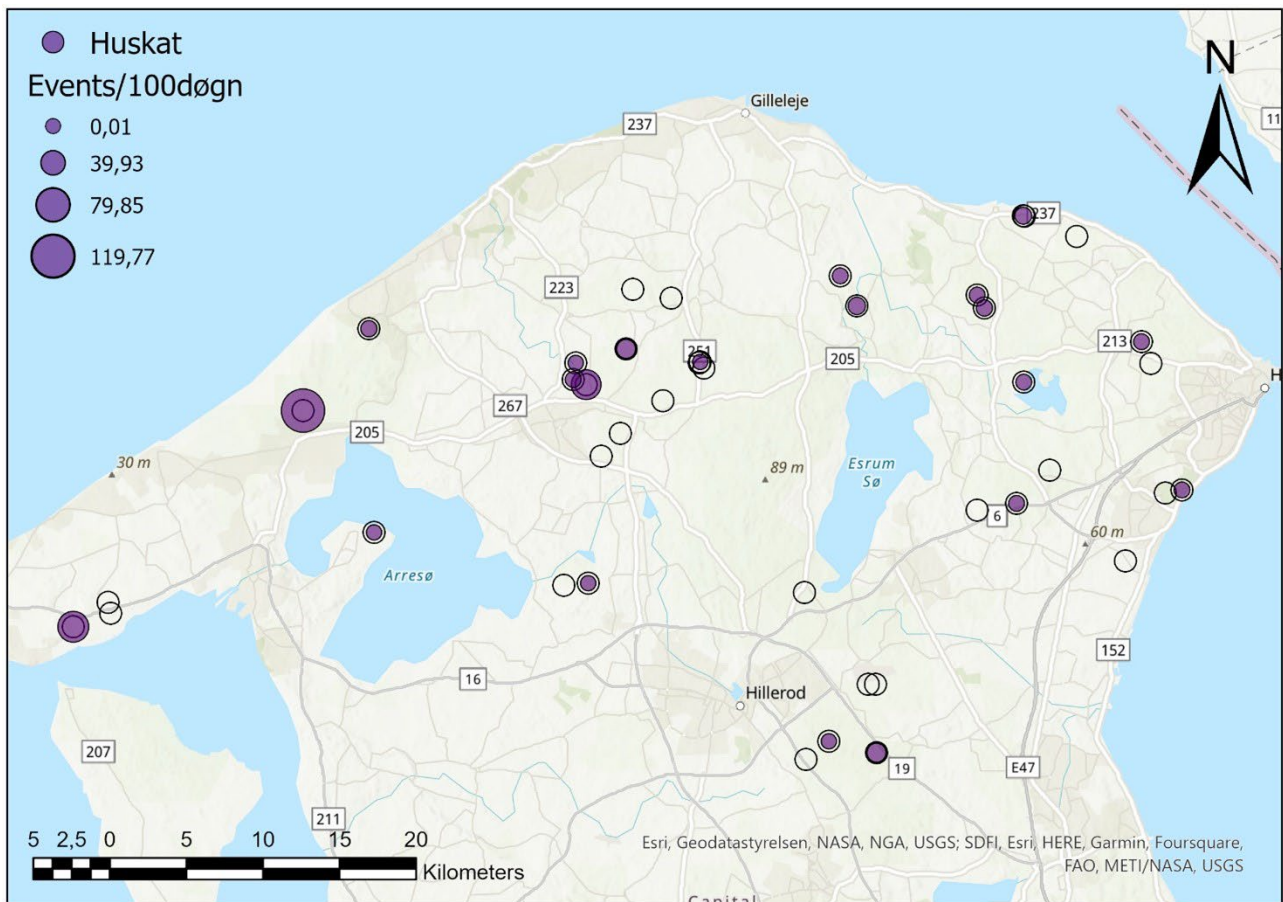 Huskat
Events/100døgn
0,01
39,93
79,85
119,77
N
11
Gilleleje
237
237
223
251
213
205
H
267
205
30 m
89 m
Esrum
Sø
6
60 m
Arresø
152
16
Hillerod
207
19
E47
211
5 2,5 0 5 10 15 20
Kilometers
Esri, Geodatastyrelsen, NASA, NGA, USGS; SDFI, Esri, HERE, Garmin, Foursquare,
FAO, METI/NASA, USGS
Capital